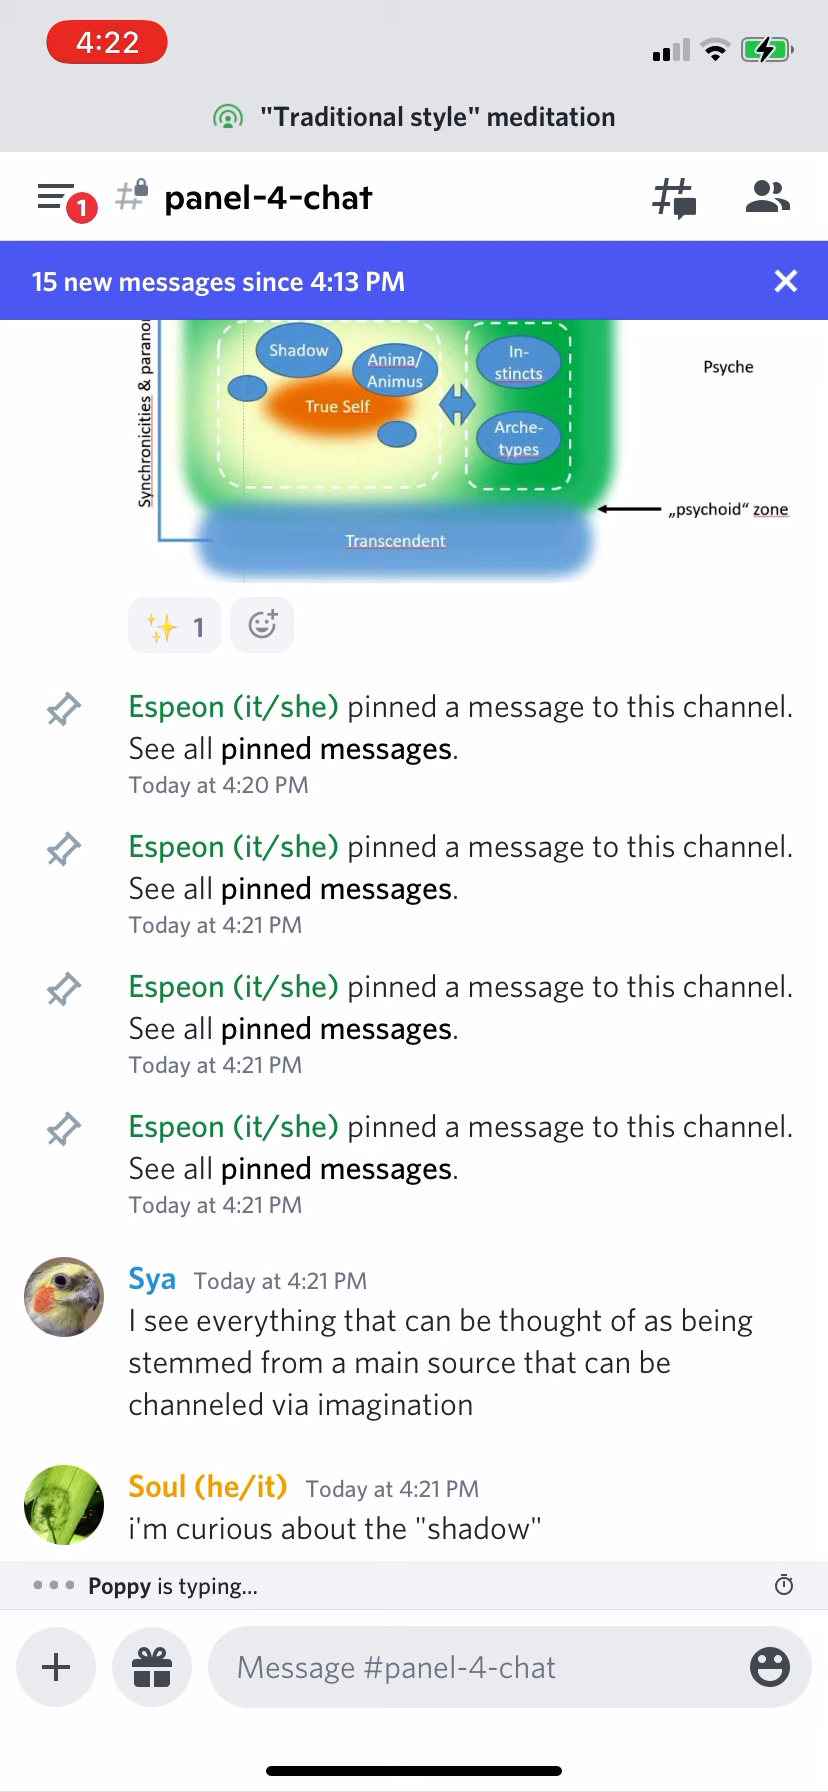 4:22
"Traditional style" meditation
1
panel-4-chat
15 new messages since 4:13 PM
Synchronicities & parano
Shadow
Anima/
Animus
In-
stincts
Psyche
True Self
Arche-
types
„psychoid“ zone
Transcendent
1
Espeon (it/she) pinned a message to this channel.
See all pinned messages.
Today at 4:20 PM
Espeon (it/she) pinned a message to this channel.
See all pinned messages.
Today at 4:21 PM
Espeon (it/she) pinned a message to this channel.
See all pinned messages.
Today at 4:21 PM
Espeon (it/she) pinned a message to this channel.
See all pinned messages.
Today at 4:21 PM
Sya Today at 4:21 PM
I see everything that can be thought of as being
stemmed from a main source that can be
channeled via imagination
Soul (he/it) Today at 4:21 PM
i'm curious about the "shadow"
Poppy is typing...
Message #panel-4-chat